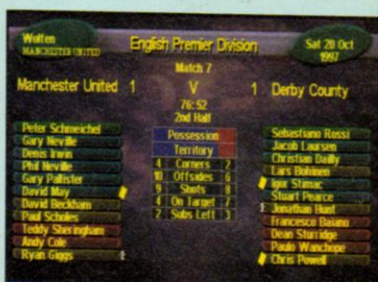 Wolfen
MANCHESTER UNITED
English Premier Division
Sat 20 Oct
1997
Match 7
Manchester United 1 V 1 Derby County
76:52
2nd Half
Peter Schmeichel
Gary Neville
Denis Irwin
Phil Neville
Gary Pallister
David May
David Beckham
Paul Scholes
Teddy Sheringham
Andy Cole
Ryan Giggs
Possession
Territory
4 Corners 2
10 Offsides 6
9 Shots 8
4 On Target 7
2 Subs Left 3
Sebastiano Rossi
Jacob Laursen
Christian Dailly
Lars Bohinen
Igor Stimac
Stuart Pearce
Jonathan Hunt
Francesco Baiano
Dean Sturridge
Paulo Wanchope
Chris Powell